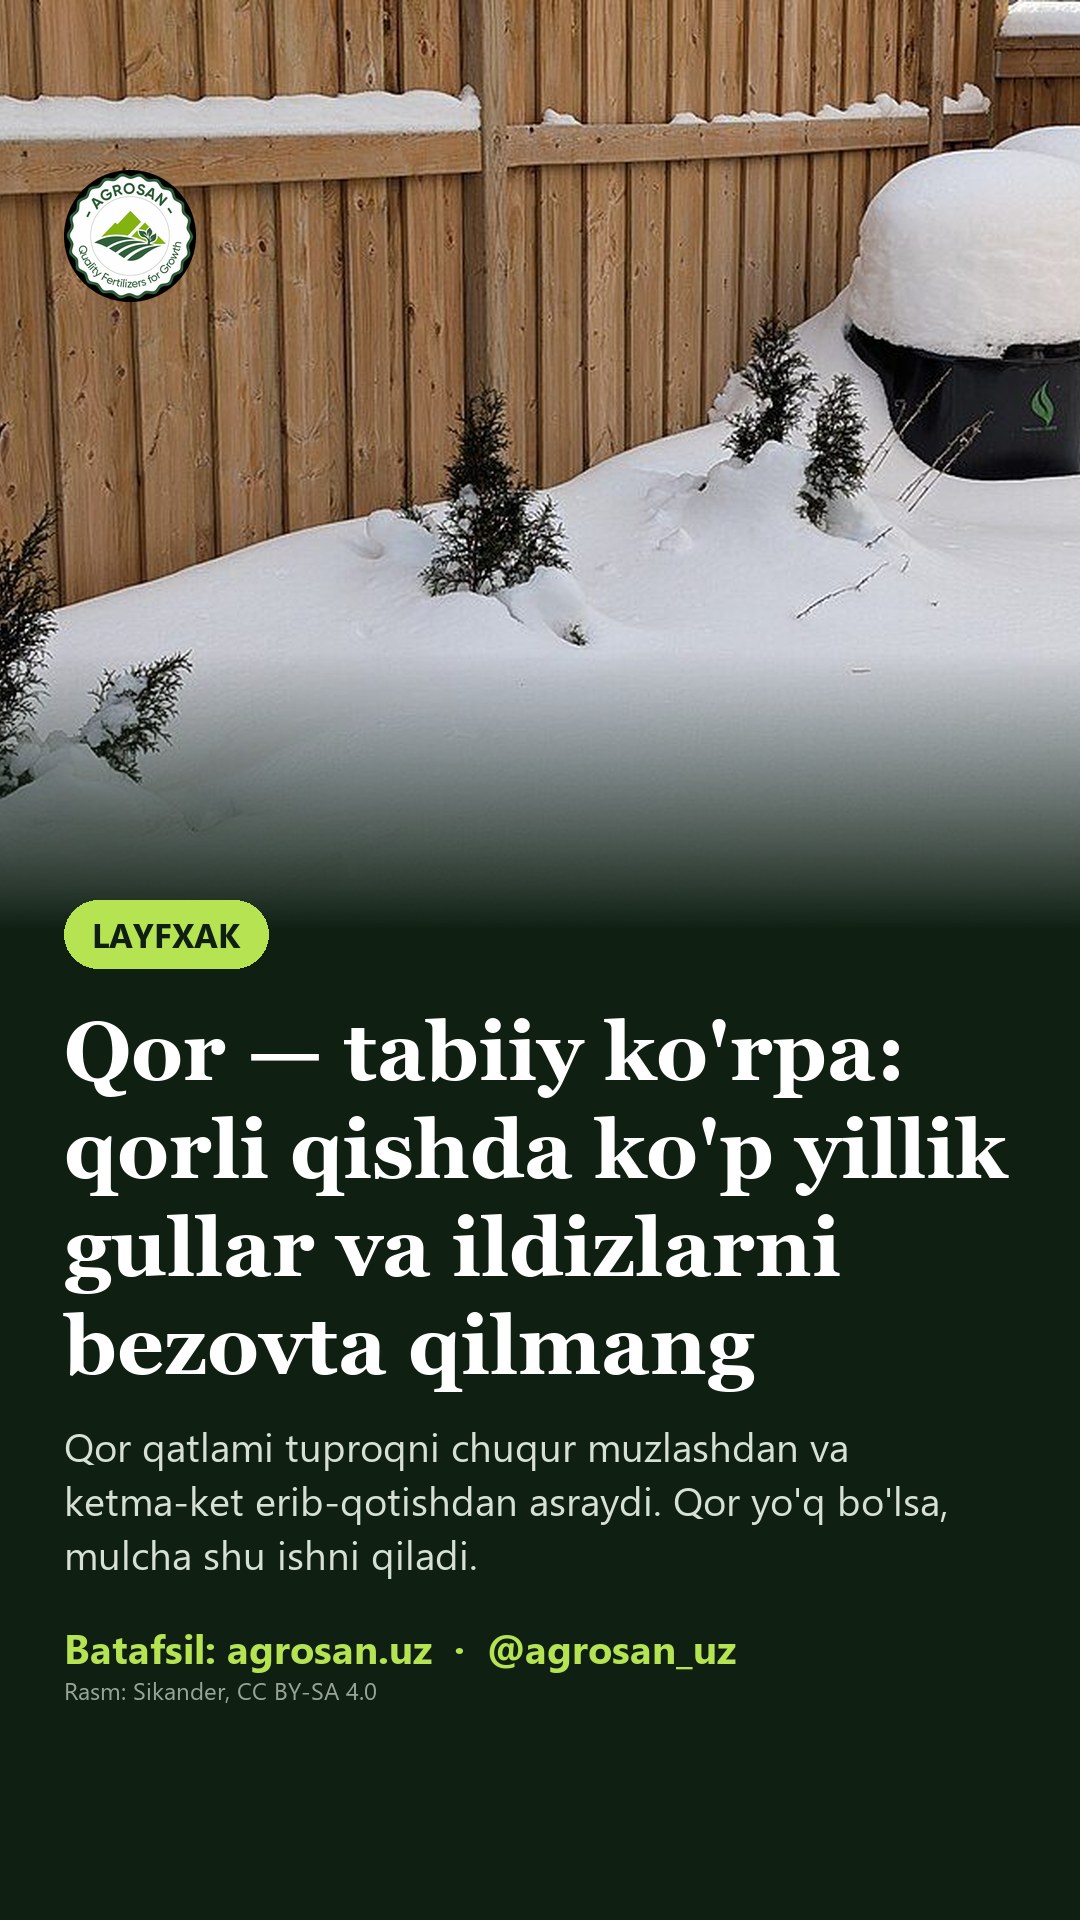 - AGROSAN -
Quality Fertilizers for Growth
LAYFXAK
Qor — tabiiy ko'rpa:
qorli qishda ko'p yillik
gullar va ildizlarni
bezovta qilmang
Qor qatlami tuproqni chuqur muzlashdan va
ketma-ket erib-qotishdan asraydi. Qor yo'q bo'lsa,
mulcha shu ishni qiladi.
Batafsil: agrosan.uz · @agrosan_uz
Rasm: Sikander, CC BY-SA 4.0